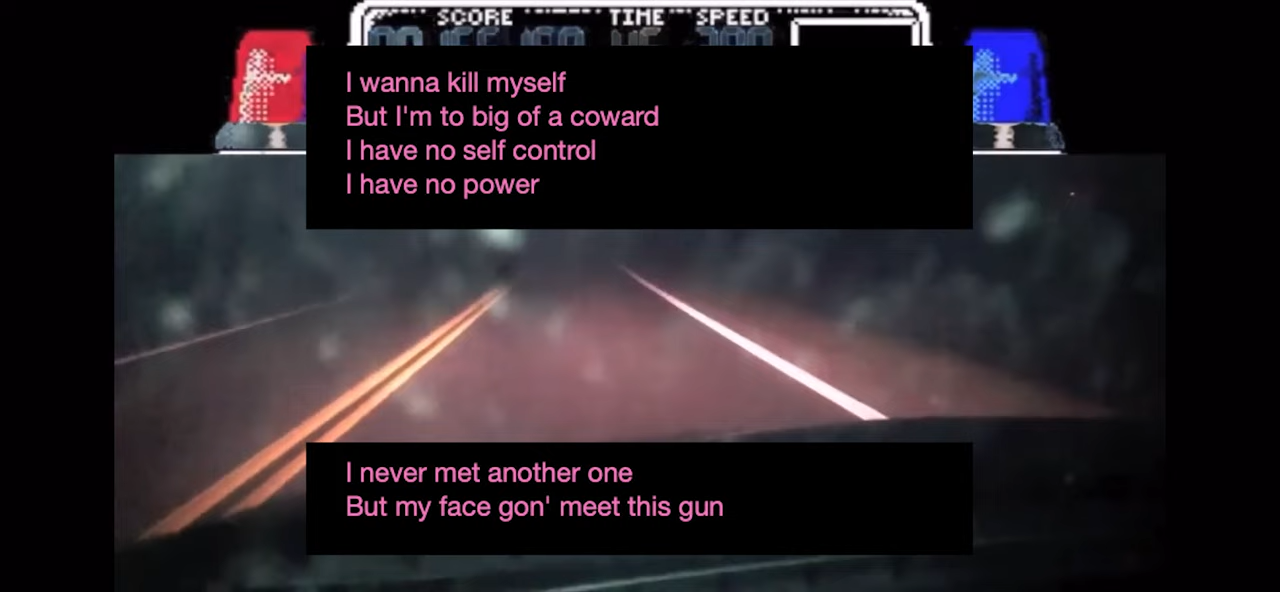 SCORE TIME SPEED
I wanna kill myself
But I'm to big of a coward
I have no self control
I have no power
I never met another one
But my face gon' meet this gun